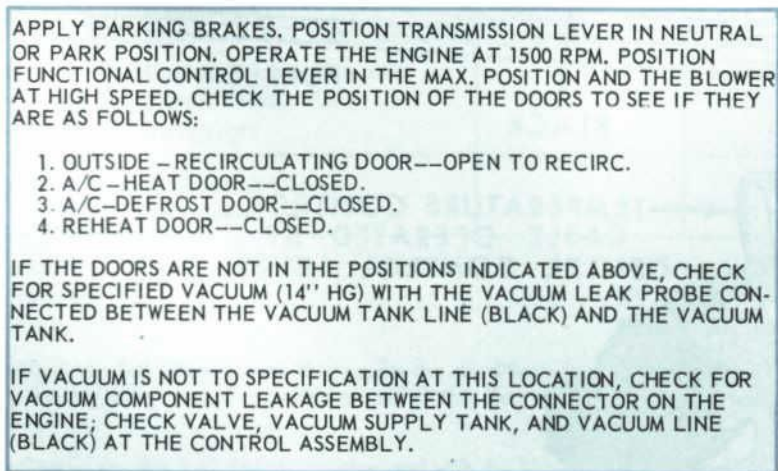 APPLY PARKING BRAKES. POSITION TRANSMISSION LEVER IN NEUTRAL
OR PARK POSITION. OPERATE THE ENGINE AT 1500 RPM. POSITION
FUNCTIONAL CONTROL LEVER IN THE MAX. POSITION AND THE BLOWER
AT HIGH SPEED. CHECK THE POSITION OF THE DOORS TO SEE IF THEY
ARE AS FOLLOWS:
1. OUTSIDE – RECIRCULATING DOOR––OPEN TO RECIRC.
2. A/C – HEAT DOOR––CLOSED.
3. A/C–DEFROST DOOR––CLOSED.
4. REHEAT DOOR––CLOSED.
IF THE DOORS ARE NOT IN THE POSITIONS INDICATED ABOVE, CHECK
FOR SPECIFIED VACUUM (14'' HG) WITH THE VACUUM LEAK PROBE CON-
NECTED BETWEEN THE VACUUM TANK LINE (BLACK) AND THE VACUUM
TANK.
IF VACUUM IS NOT TO SPECIFICATION AT THIS LOCATION, CHECK FOR
VACUUM COMPONENT LEAKAGE BETWEEN THE CONNECTOR ON THE
ENGINE; CHECK VALVE, VACUUM SUPPLY TANK, AND VACUUM LINE
(BLACK) AT THE CONTROL ASSEMBLY.